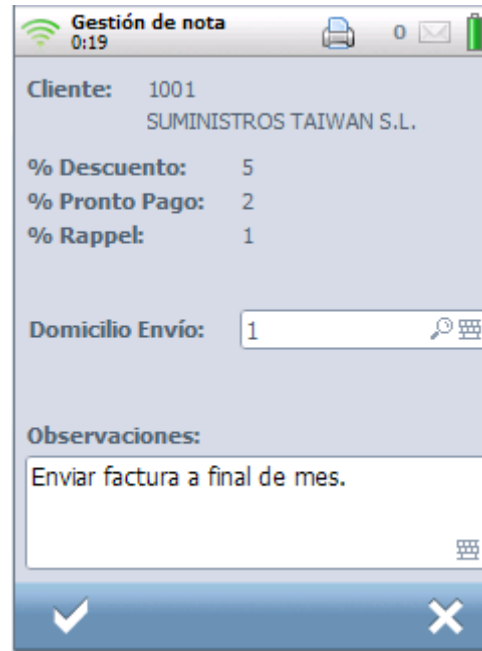 Gestión de nota
0:19
0
Cliente: 1001
SUMINISTROS TAIWAN S.L.
% Descuento: 5
% Pronto Pago: 2
% Rappel: 1
Domicilio Envío: 1
Observaciones:
Enviar factura a final de mes.